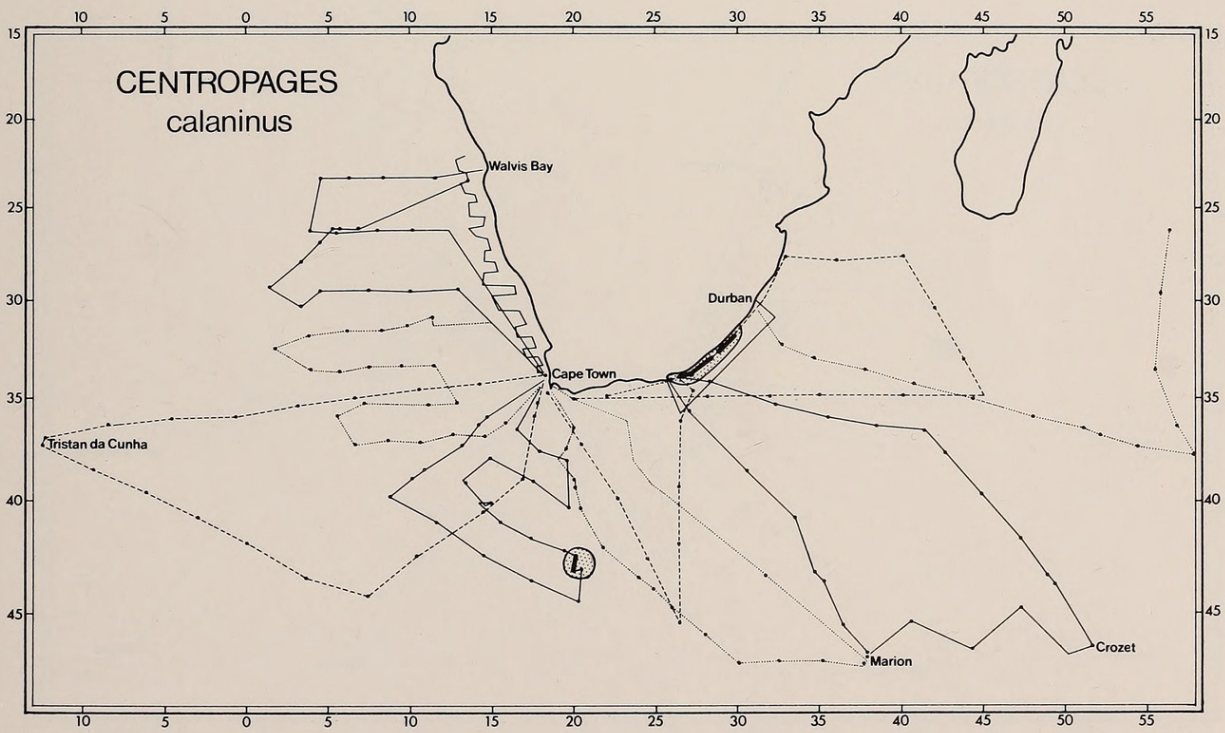 10 5 0 5 10 15 20 25 30 35 40 45 50 55
15 15
CENTROPAGES
calaninus
20 20
Walvis Bay
25 25
30 Durban 30
Cape Town
35 35
Tristan da Cunha
40 40
45 45
Crozet
Marion
10 5 0 5 10 15 20 25 30 35 40 45 50 55